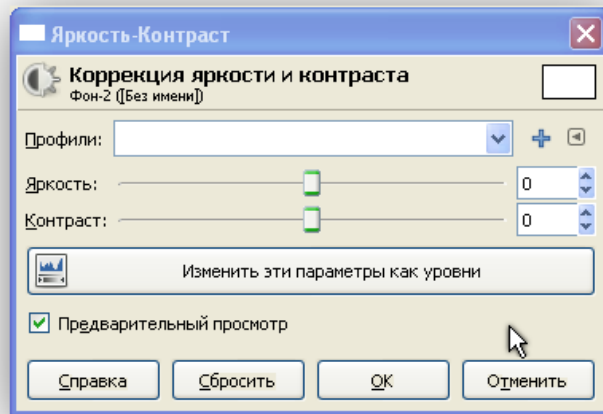 Яркость-Контраст
Коррекция яркости и контраста
Фон-2 ([Без имени])
Профили:
Яркость: 0
Контраст: 0
Изменить эти параметры как уровни
Предварительный просмотр
Справка Сбросить OK Отменить